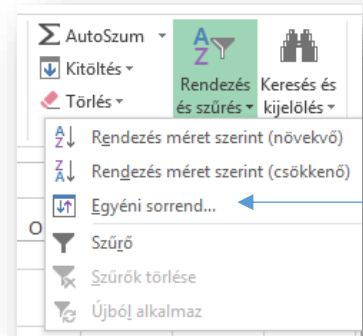 AutoSzum
Kitöltés
Törlés
Rendezés
és szűrés
Keresés és
kijelölés
Rendezés méret szerint (növekvő)
Rendezés méret szerint (csökkenő)
Egyéni sorrend...
O
Szűrő
Szűrők törlése
Újból alkalmaz